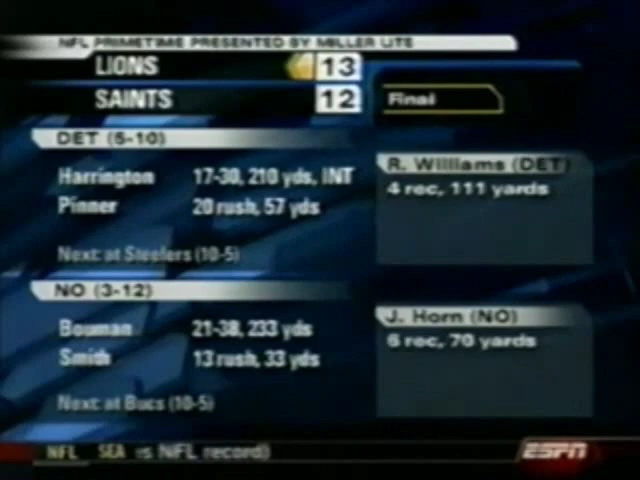 NFL PRIMETIME PRESENTED BY MILLER LITE
LIONS 13
SAINTS 12
Final
DET (5-10)
Harrington 17-30, 210 yds, INT
Pinner 20 rush, 57 yds
Next: at Steelers (10-5)
R. Williams (DET)
4 rec, 111 yards
NO (3-12)
Bouman 21-38, 233 yds
Smith 13 rush, 33 yds
Next: at Bucs (10-5)
J. Horn (NO)
6 rec, 70 yards
NFL SEA is NFL record)
ESPN